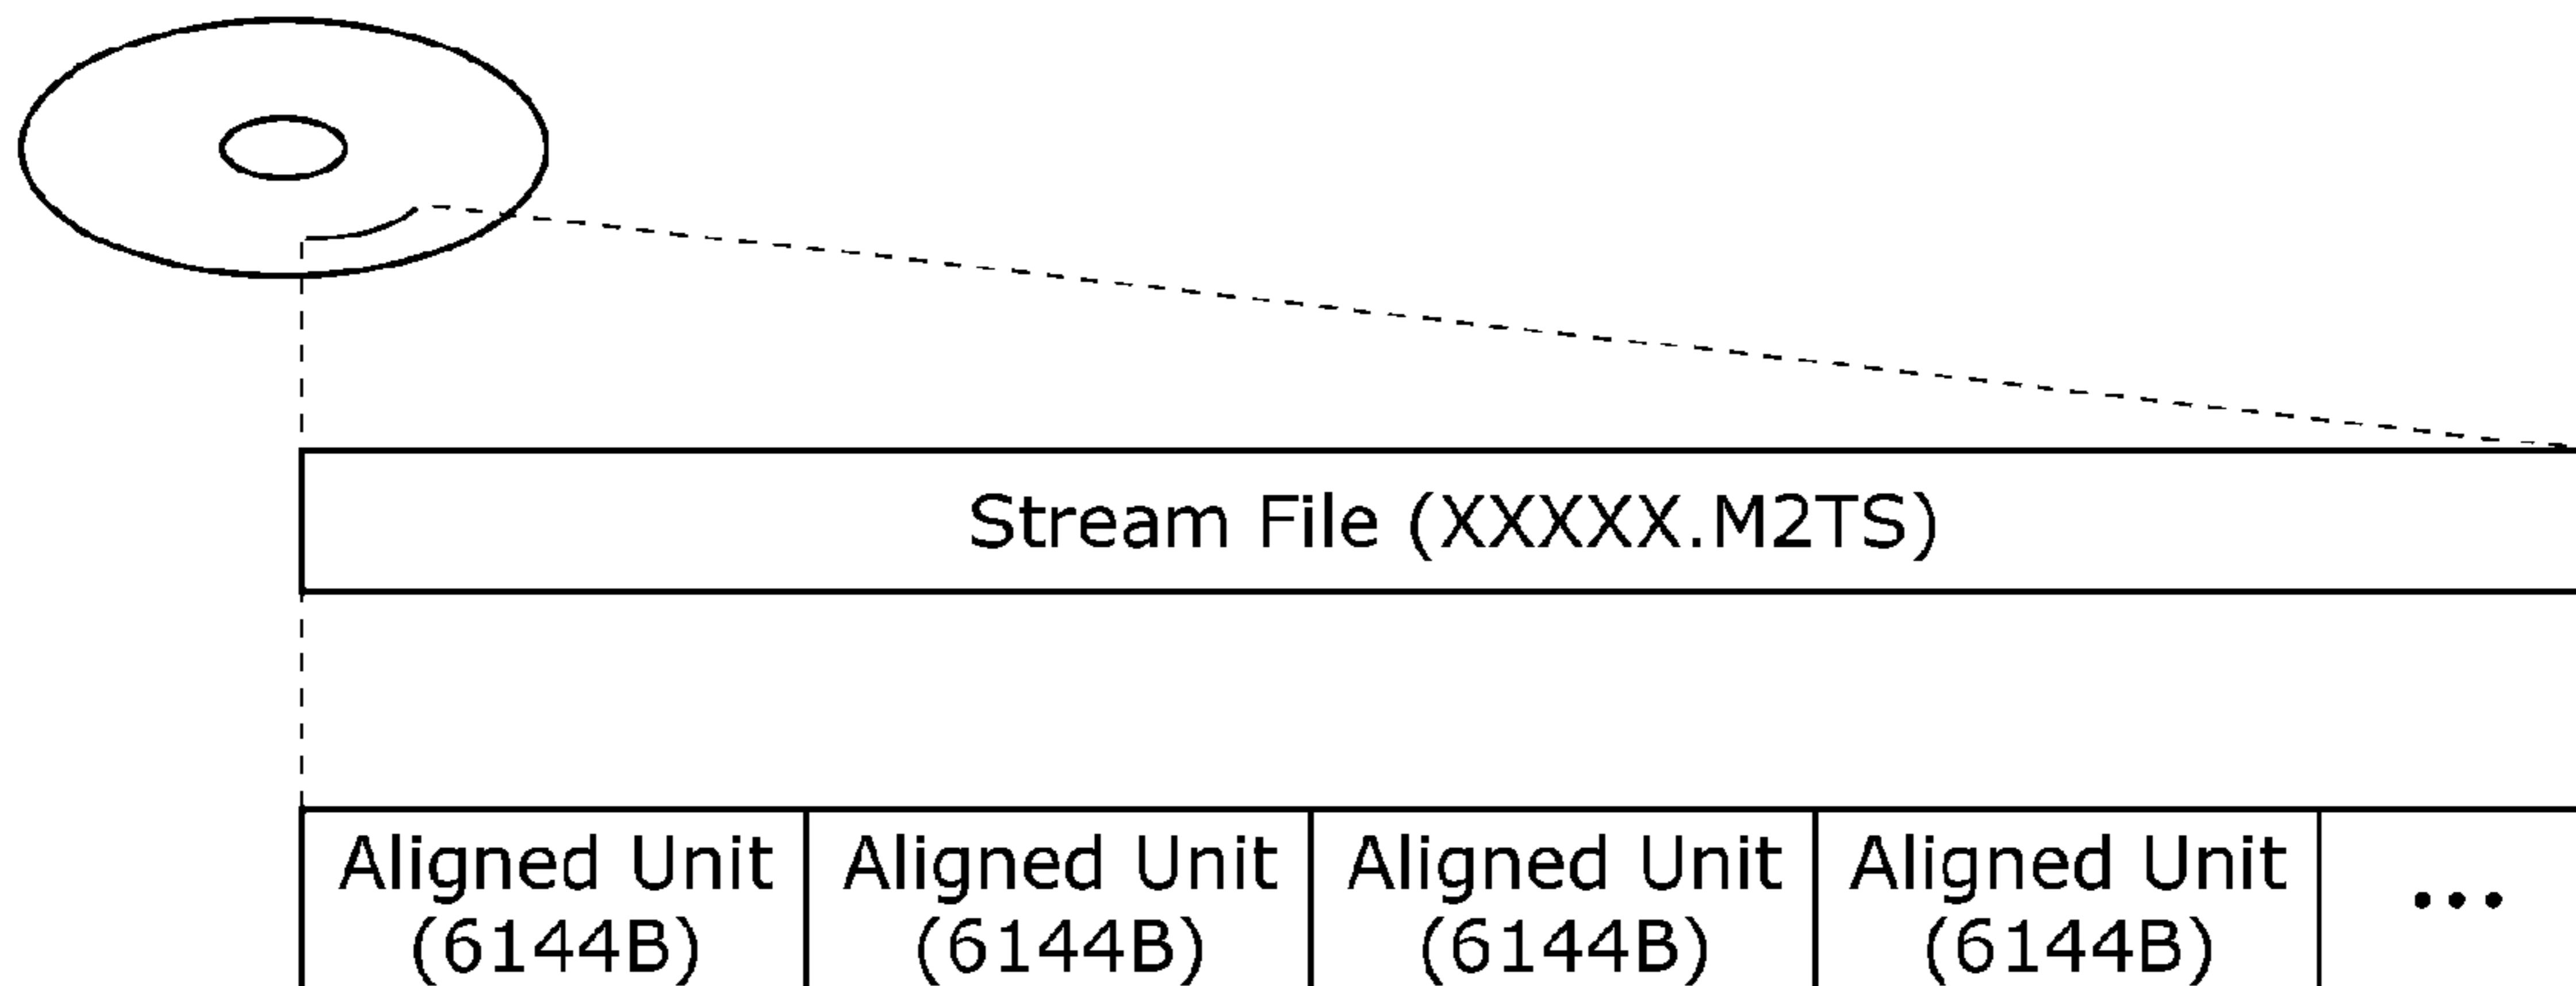 Stream File (XXXXX.M2TS)
Aligned Unit
(6144B)
Aligned Unit
(6144B)
Aligned Unit
(6144B)
Aligned Unit
(6144B)
•••